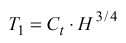 T₁ = Cₜ · H³/⁴